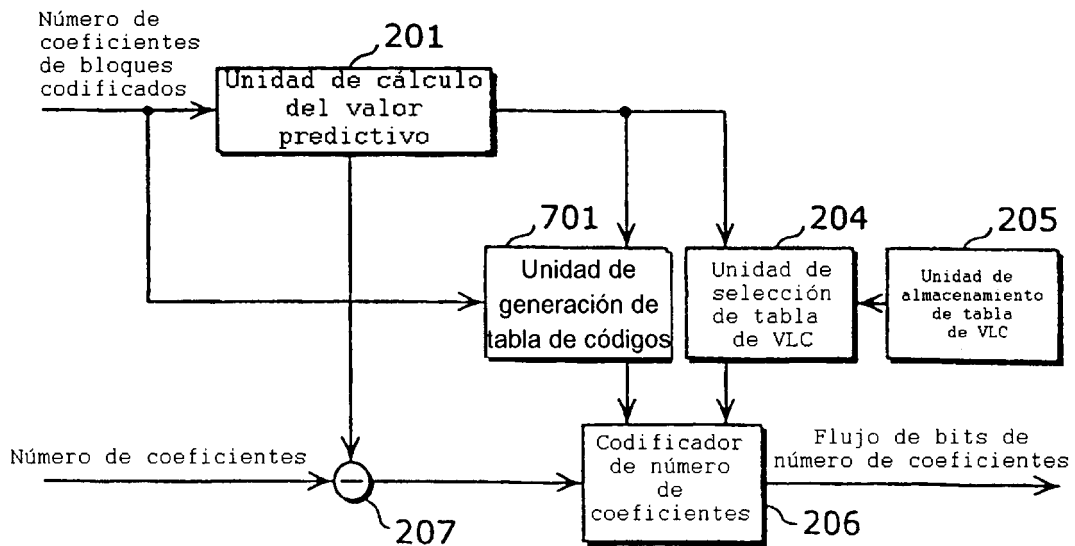 Número de
coeficientes
de bloques
codificados
201
Unidad de cálculo
del valor
predictivo
701
Unidad de
generación de
tabla de códigos
204
Unidad de
selección
de tabla
de VLC
205
Unidad de
almacenamiento
de tabla
de VLC
Número de coeficientes
−
207
Codificador
de número
de
coeficientes
206
Flujo de bits de
número de coeficientes